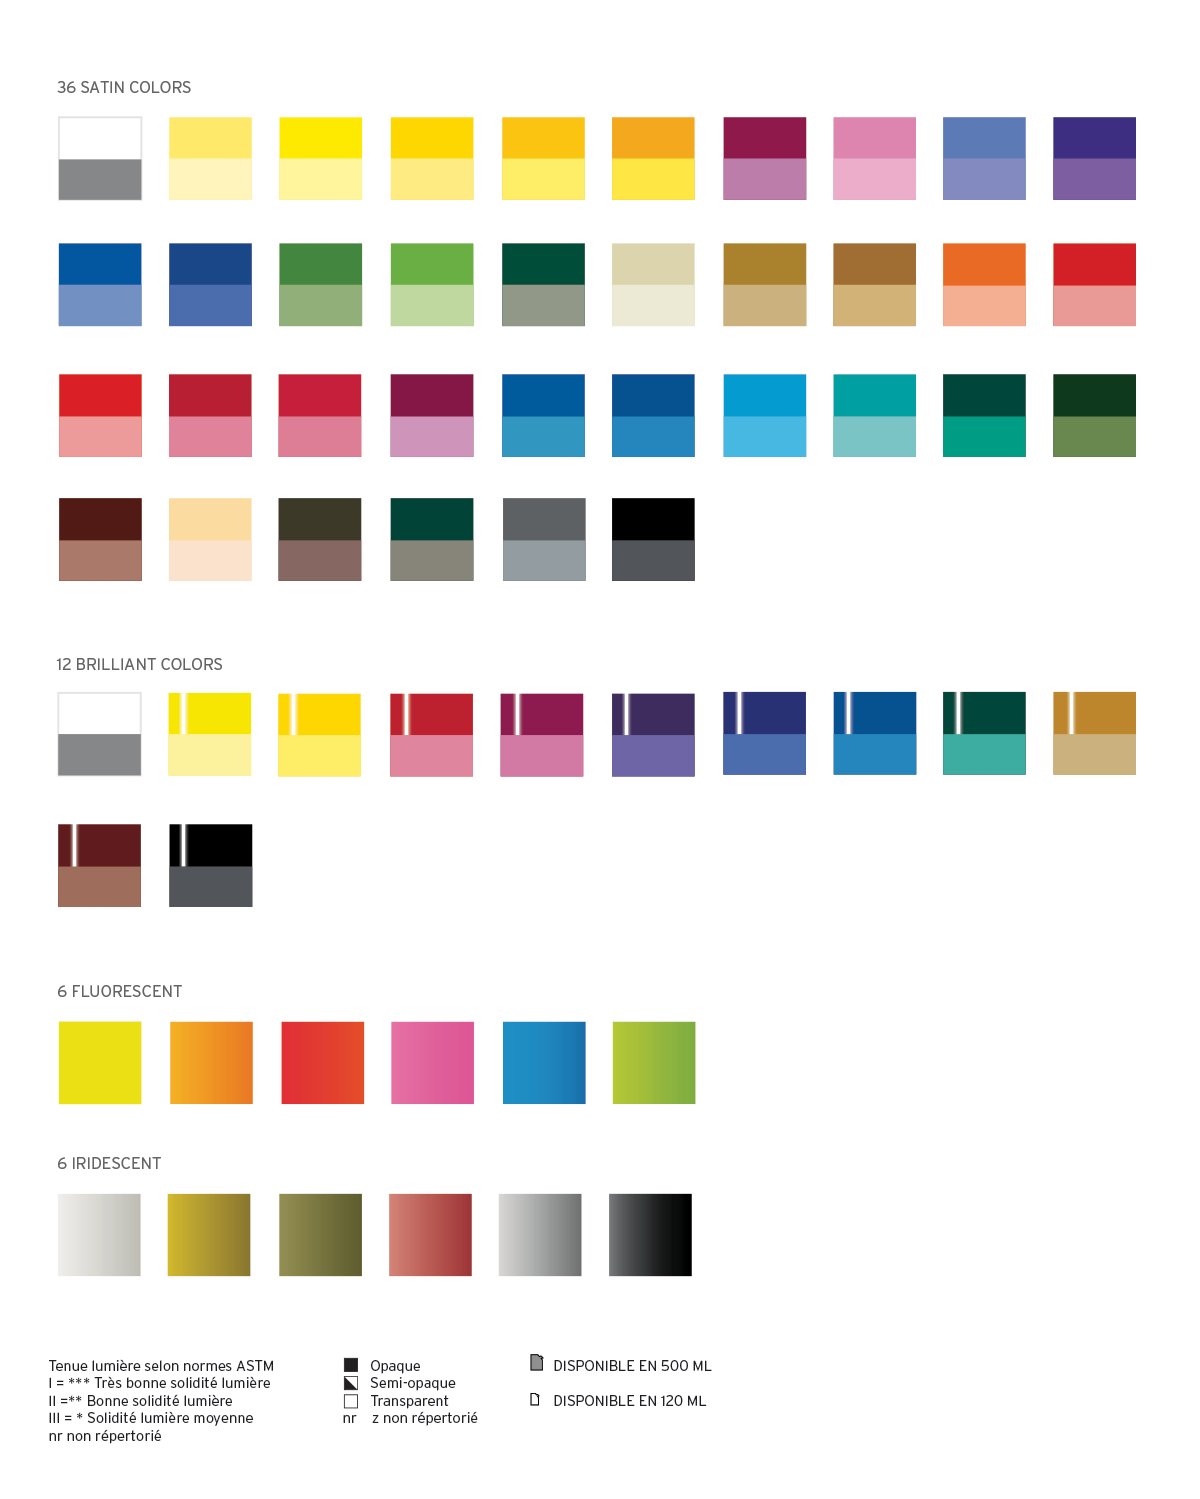 36 SATIN COLORS
12 BRILLIANT COLORS
6 FLUORESCENT
6 IRIDESCENT
Tenue lumière selon normes ASTM
I = *** Très bonne solidité lumière
II =** Bonne solidité lumière
III = * Solidité lumière moyenne
nr non répertorié
Opaque
Semi-opaque
Transparent
nr z non répertorié
DISPONIBLE EN 500 ML
DISPONIBLE EN 120 ML